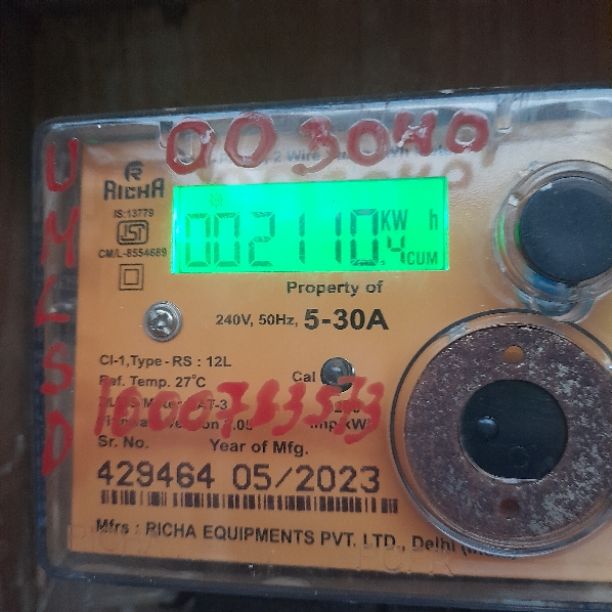 QO3040
RICHA
IS:13779
ISI
CM/L-8554689
002110.4 KW h
CUM
Property of
240V, 50Hz, 5-30A
UMLSD
Cl-1,Type - RS : 12L
Ref. Temp. 27°C
Cal
Sr. No.
Year of Mfg.
429464 05/2023
Mfrs : RICHA EQUIPMENTS PVT. LTD., Delhi